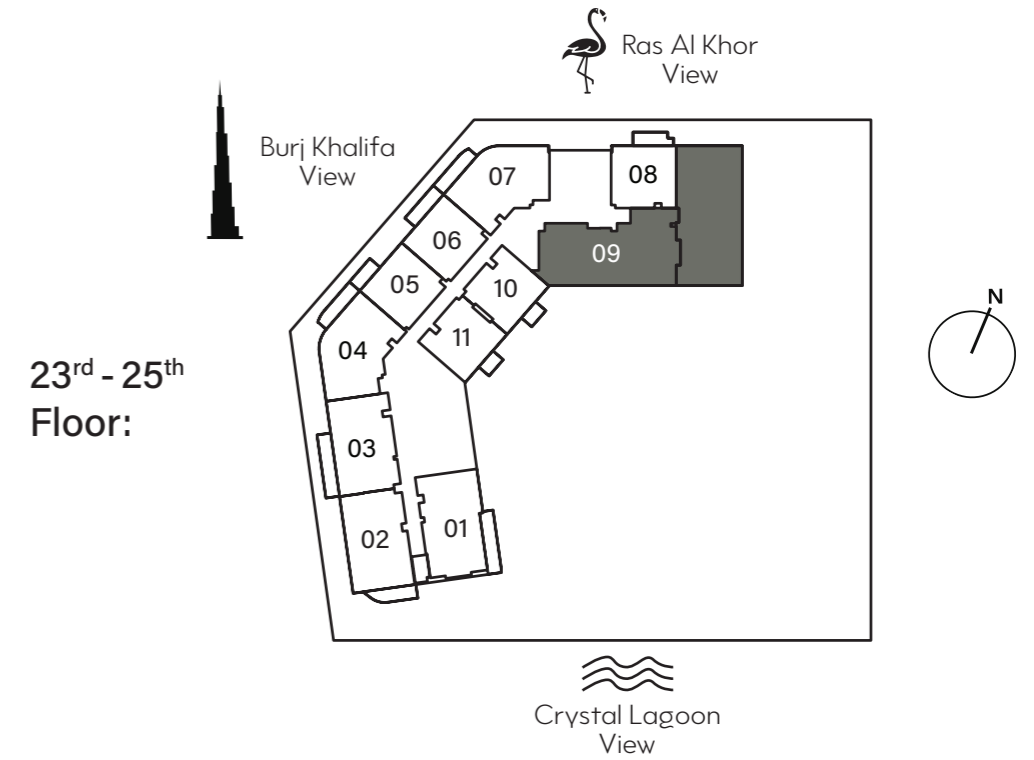 Ras Al Khor
View
Burj Khalifa
View
07
08
06
09
05
10
11
04
N
23rd - 25th
Floor:
03
01
02
Crystal Lagoon
View